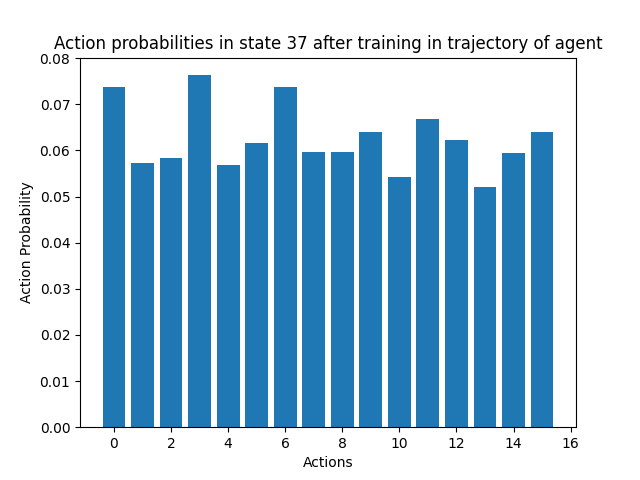 Action probabilities in state 37 after training in trajectory of agent
0.08
0.07
0.06
0.05
0.04
0.03
0.02
0.01
0.00
Action Probability
0 2 4 6 8 10 12 14 16
Actions